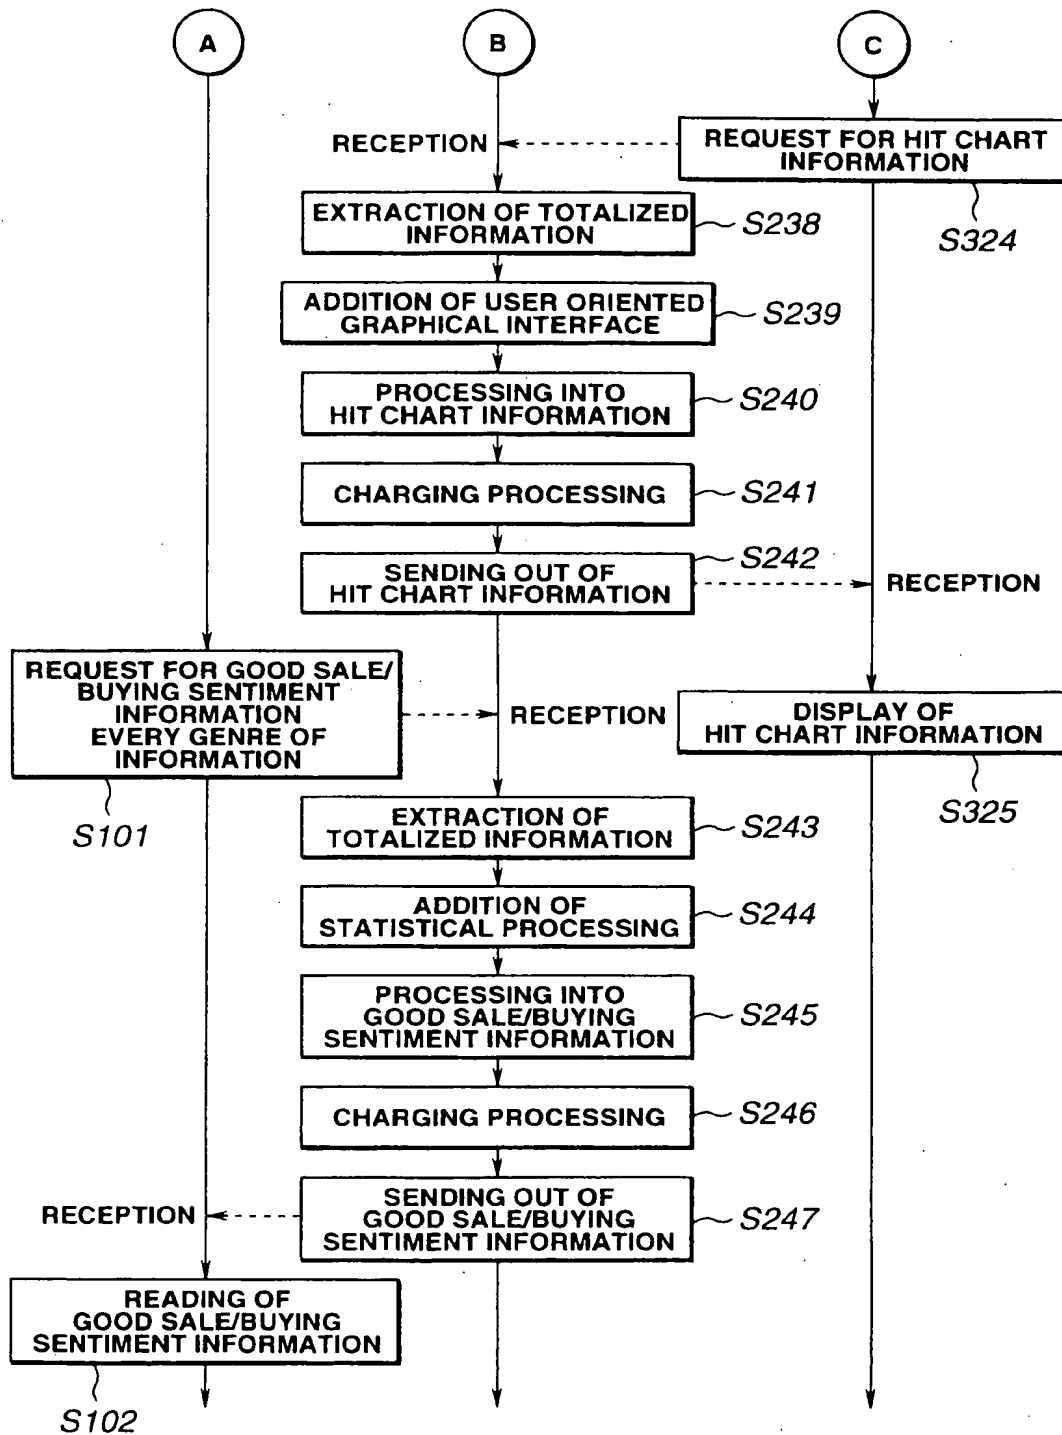 A
B
C
RECEPTION
REQUEST FOR HIT CHART
INFORMATION
S324
EXTRACTION OF TOTALIZED
INFORMATION
S238
ADDITION OF USER ORIENTED
GRAPHICAL INTERFACE
S239
PROCESSING INTO
HIT CHART INFORMATION
S240
CHARGING PROCESSING
S241
SENDING OUT OF
HIT CHART INFORMATION
S242
RECEPTION
REQUEST FOR GOOD SALE/
BUYING SENTIMENT
INFORMATION
EVERY GENRE OF
INFORMATION
S101
RECEPTION
DISPLAY OF
HIT CHART INFORMATION
S325
EXTRACTION OF
TOTALIZED INFORMATION
S243
ADDITION OF
STATISTICAL PROCESSING
S244
PROCESSING INTO
GOOD SALE/BUYING
SENTIMENT INFORMATION
S245
CHARGING PROCESSING
S246
SENDING OUT OF
GOOD SALE/BUYING
SENTIMENT INFORMATION
S247
RECEPTION
READING OF
GOOD SALE/BUYING
SENTIMENT INFORMATION
S102